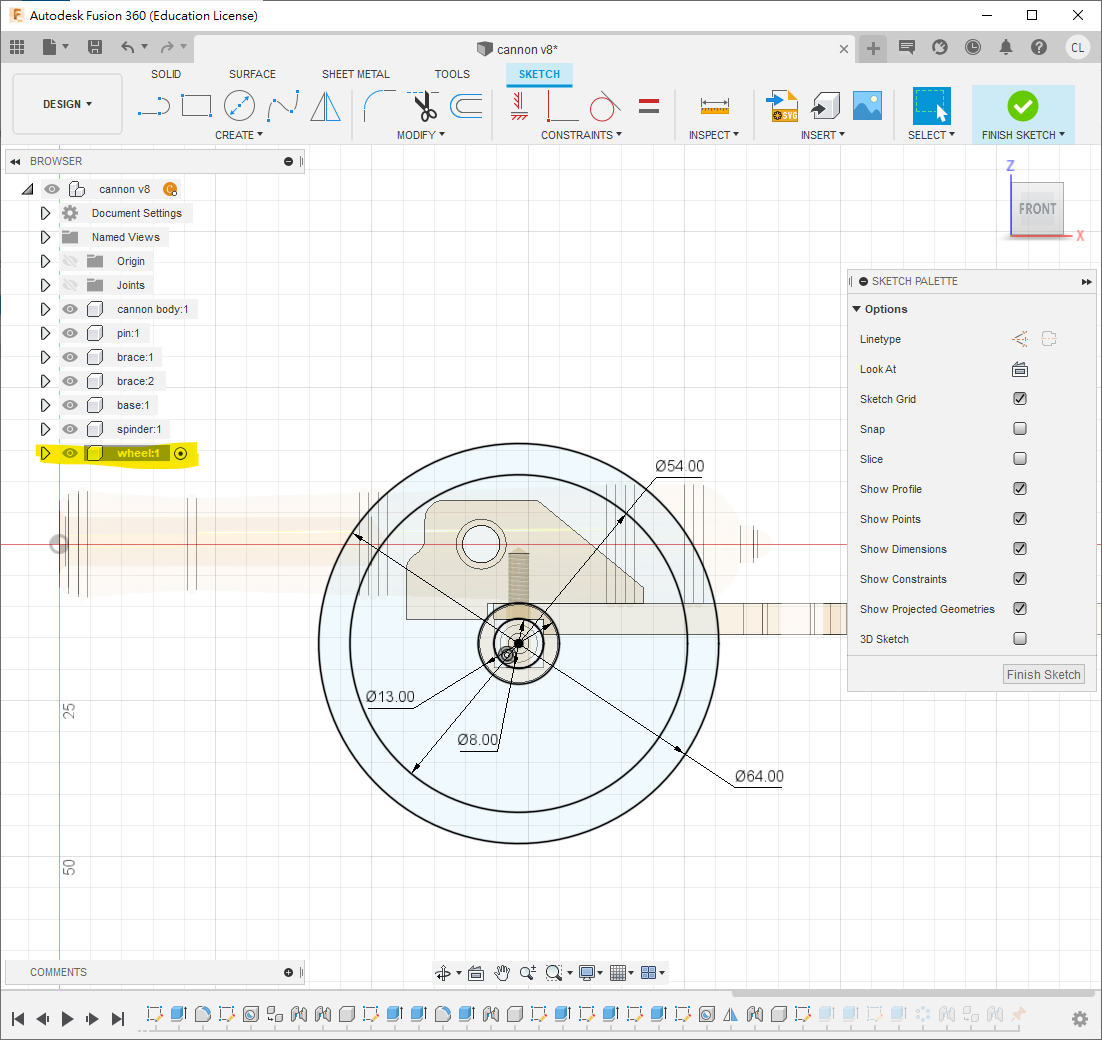 Autodesk Fusion 360 (Education License)
cannon v8*
CL
DESIGN
SOLID
SURFACE
SHEET METAL
TOOLS
SKETCH
SVG
CREATE
MODIFY
CONSTRAINTS
INSPECT
INSERT
SELECT
FINISH SKETCH
BROWSER
cannon v8
Document Settings
Named Views
Origin
Joints
cannon body:1
pin:1
brace:1
brace:2
base:1
spinder:1
wheel:1
Z
FRONT
X
SKETCH PALETTE
Options
Linetype
Look At
Sketch Grid
Snap
Slice
Show Profile
Show Points
Show Dimensions
Show Constraints
Show Projected Geometries
3D Sketch
Finish Sketch
Ø54.00
Ø13.00
Ø8.00
Ø64.00
25
50
COMMENTS